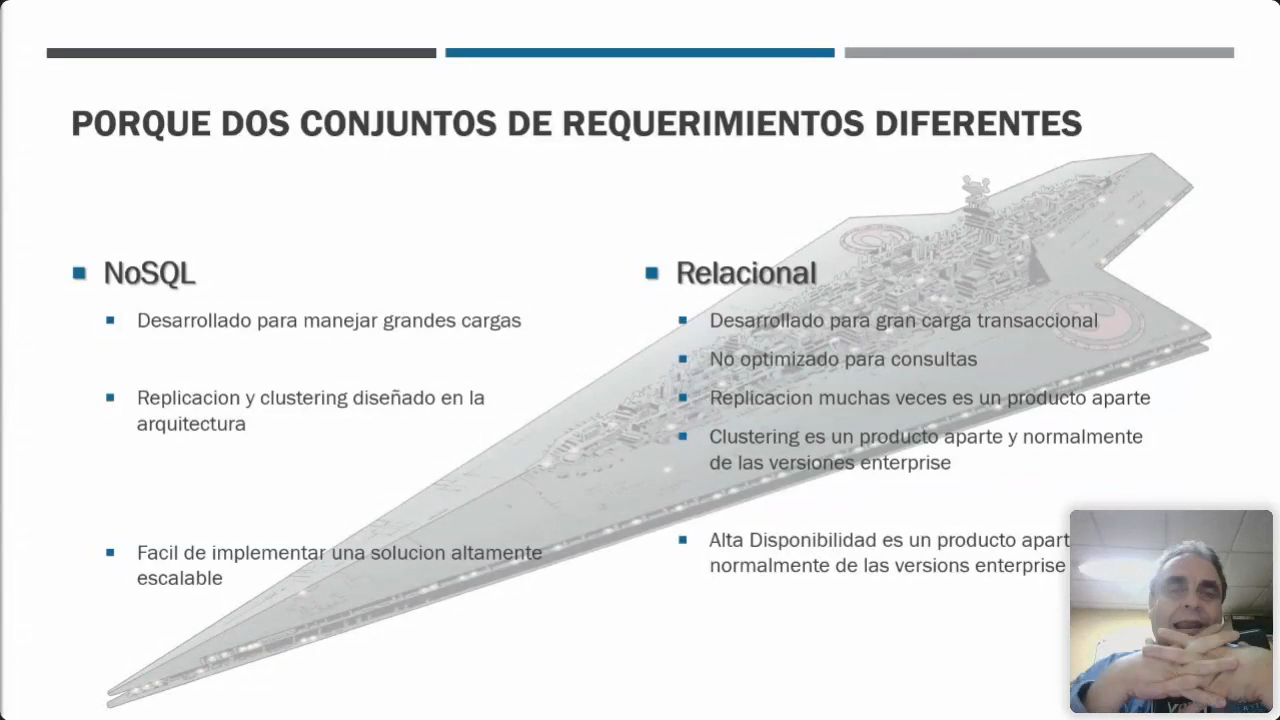 PORQUE DOS CONJUNTOS DE REQUERIMIENTOS DIFERENTES
NoSQL
Desarrollado para manejar grandes cargas
Replicacion y clustering diseñado en la
arquitectura
Facil de implementar una solucion altamente
escalable
Relacional
Desarrollado para gran carga transaccional
No optimizado para consultas
Replicacion muchas veces es un producto aparte
Clustering es un producto aparte y normalmente
de las versiones enterprise
Alta Disponibilidad es un producto apart
normalmente de las versions enterprise